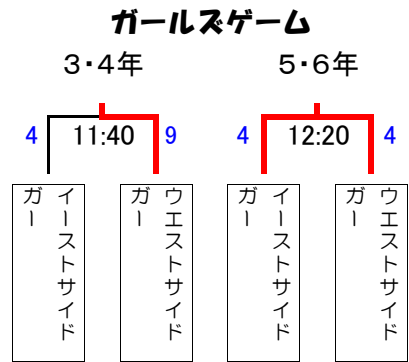 ガールズゲーム
3・4年
5・6年
4
11:40
9
4
12:20
4
イーストサイド
ガー
ウエストサイド
ガー
イーストサイド
ガー
ウエストサイド
ガー